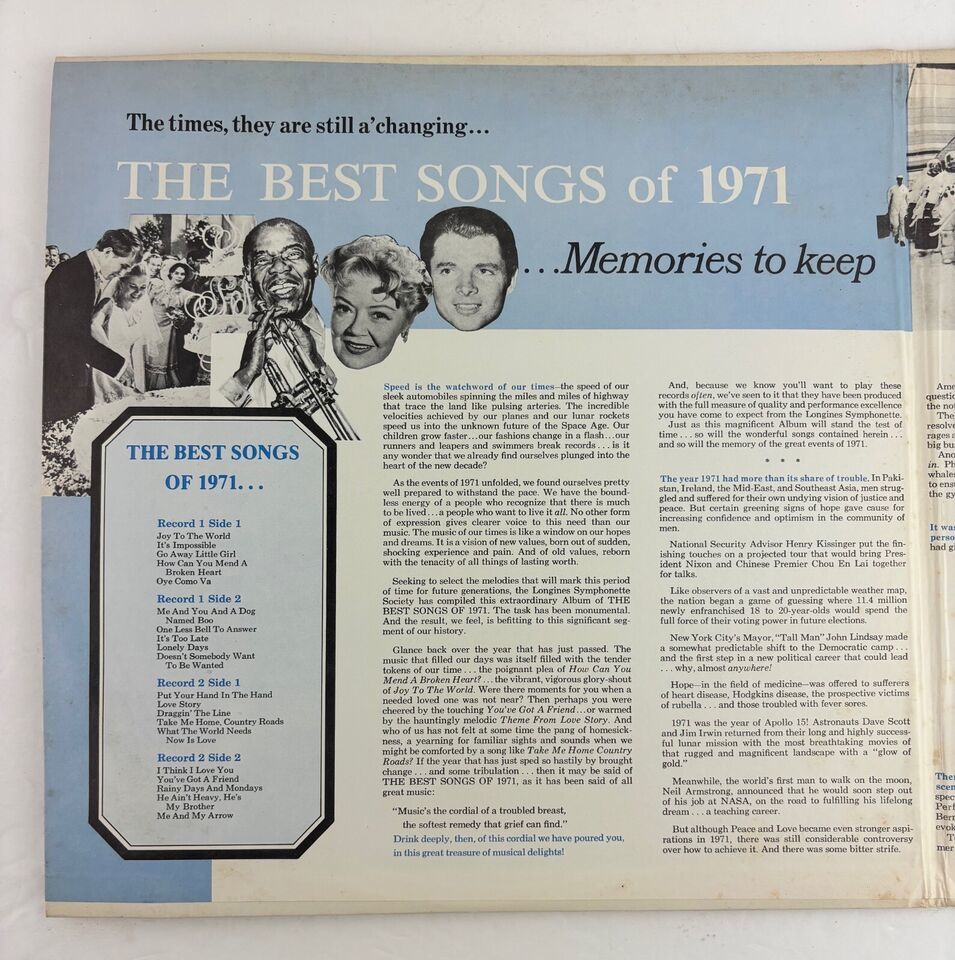 The times, they are still a'changing...
THE BEST SONGS of 1971
...Memories to keep
THE BEST SONGS
OF 1971...
Record 1 Side 1
Joy To The World
It's Impossible
Go Away Little Girl
How Can You Mend A
Broken Heart
Oye Como Va
Record 1 Side 2
Me And You And A Dog
Named Boo
One Less Bell To Answer
It's Too Late
Lonely Days
Doesn't Somebody Want
To Be Wanted
Record 2 Side 1
Put Your Hand In The Hand
Love Story
Draggin' The Line
Take Me Home, Country Roads
What The World Needs
Now Is Love
Record 2 Side 2
I Think I Love You
You've Got A Friend
Rainy Days And Mondays
He Ain't Heavy, He's
My Brother
Me And My Arrow
Speed is the watchword of our times—the speed of our
sleek automobiles spinning the miles and miles of highway
that trace the land like pulsing arteries. The incredible
velocities achieved by our planes and our lunar rockets
speed us into the unknown future of the Space Age. Our
children grow faster...our fashions change in a flash...our
runners and leapers and swimmers break records...is it
any wonder that we already find ourselves plunged into the
heart of the new decade?
As the events of 1971 unfolded, we found ourselves pretty
well prepared to withstand the pace. We have the bound-
less energy of a people who recognize that there is much
to be lived...a people who want to live it all. No other form
of expression gives clearer voice to this need than our
music. The music of our times is like a window on our hopes
and dreams. It is a vision of new values, born out of sudden,
shocking experience and pain. And of old values, reborn
with the tenacity of all things of lasting worth.
Seeking to select the melodies that will mark this period
of time for future generations, the Longines Symphonette
Society has compiled this extraordinary Album of THE
BEST SONGS OF 1971. The task has been monumental.
And the result, we feel, is befitting to this significant seg-
ment of our history.
Glance back over the year that has just passed. The
music that filled our days was itself filled with the tender
tokens of our time...the poignant plea of How Can You
Mend A Broken Heart?...the vibrant, vigorous glory-shout
of Joy To The World. Were there moments for you when a
needed loved one was not near? Then perhaps you were
cheered by the touching You've Got A Friend...or warmed
by the hauntingly melodic Theme From Love Story. And
who of us has not felt at some time the pang of homesick-
ness, a yearning for familiar sights and sounds when we
might be comforted by a song like Take Me Home Country
Roads? If the year that has just sped so hastily by brought
change...and some tribulation...then it may be said of
THE BEST SONGS OF 1971, as it has been said of all
great music:
"Music's the cordial of a troubled breast,
the softest remedy that grief can find."
Drink deeply, then, of this cordial we have poured you,
in this great treasure of musical delights!
And, because we know you'll want to play these
records often, we've seen to it that they have been produced
with the full measure of quality and performance excellence
you have come to expect from the Longines Symphonette.
Just as this magnificent Album will stand the test of
time...so will the wonderful songs contained herein...
and so will the memory of the great events of 1971.
* * *
The year 1971 had more than its share of trouble. In Paki-
stan, Ireland, the Mid-East, and Southeast Asia, men strug-
gled and suffered for their own undying vision of justice and
peace. But certain greening signs of hope gave cause for
increasing confidence and optimism in the community of
men.
National Security Advisor Henry Kissinger put the fin-
ishing touches on a projected tour that would bring Pres-
ident Nixon and Chinese Premier Chou En Lai together
for talks.
Like observers of a vast and unpredictable weather map,
the nation began a game of guessing where 11.4 million
newly enfranchised 18 to 20-year-olds would spend the
full force of their voting power in future elections.
New York City's Mayor, "Tall Man" John Lindsay made
a somewhat predictable shift to the Democratic camp...
and the first step in a new political career that could lead
...why, almost anywhere!
Hope—in the field of medicine—was offered to sufferers
of heart disease, Hodgkins disease, the prospective victims
of rubella...and those troubled with fever sores.
1971 was the year of Apollo 15! Astronauts Dave Scott
and Jim Irwin returned from their long and highly success-
ful lunar mission with the most breathtaking movies of
that rugged and magnificent landscape with a "glow of
gold."
Meanwhile, the world's first man to walk on the moon,
Neil Armstrong, announced that he would soon step out
of his job at NASA, on the road to fulfilling his lifelong
dream...a teaching career.
But although Peace and Love became even stronger aspi-
rations in 1971, there was still considerable controversy
over how to achieve it. And there was some bitter strife.
Ame
questio
the no
The
resolve
rages a
big bu
Ano
in. Ph
whales
to ensu
the gy
It was
perso
had gi
Ther
scen
spec
Perf
Bern
evok
T
mer